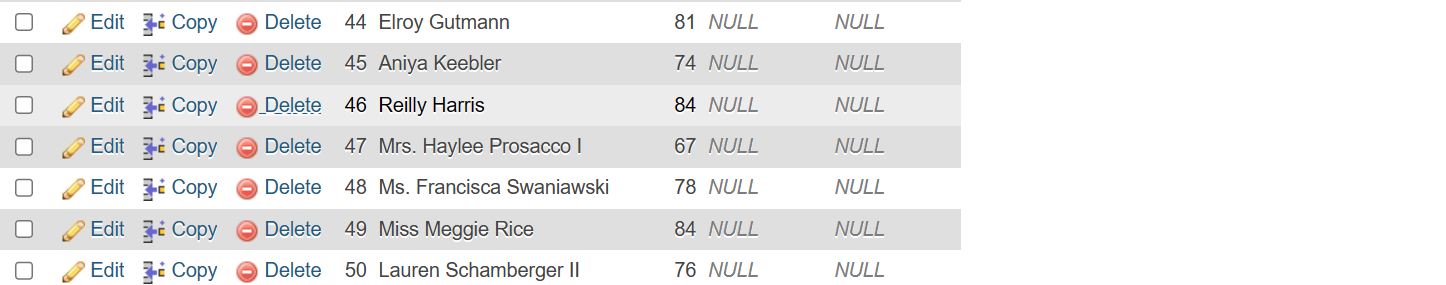 Edit Copy Delete 44 Elroy Gutmann 81 NULL NULL
Edit Copy Delete 45 Aniya Keebler 74 NULL NULL
Edit Copy Delete 46 Reilly Harris 84 NULL NULL
Edit Copy Delete 47 Mrs. Haylee Prosacco I 67 NULL NULL
Edit Copy Delete 48 Ms. Francisca Swaniawski 78 NULL NULL
Edit Copy Delete 49 Miss Meggie Rice 84 NULL NULL
Edit Copy Delete 50 Lauren Schamberger II 76 NULL NULL